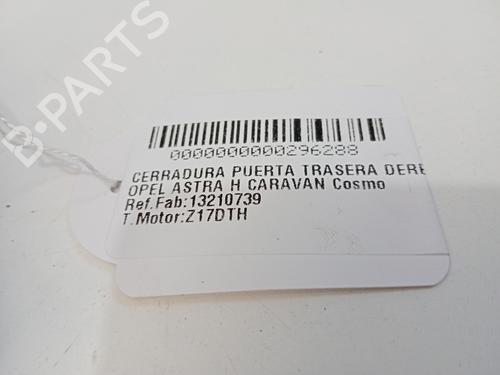 B-PARTS
0000000000296288
CERRADURA PUERTA TRASERA DERE
OPEL ASTRA H CARAVAN Cosmo
Ref.Fab:13210739
T.Motor:Z17DTH